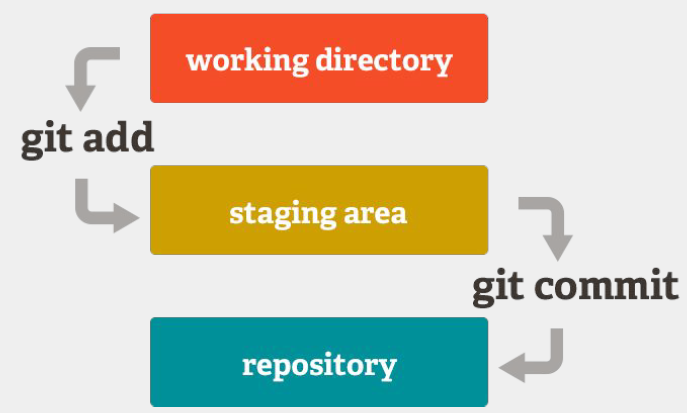 working directory
git add
staging area
git commit
repository